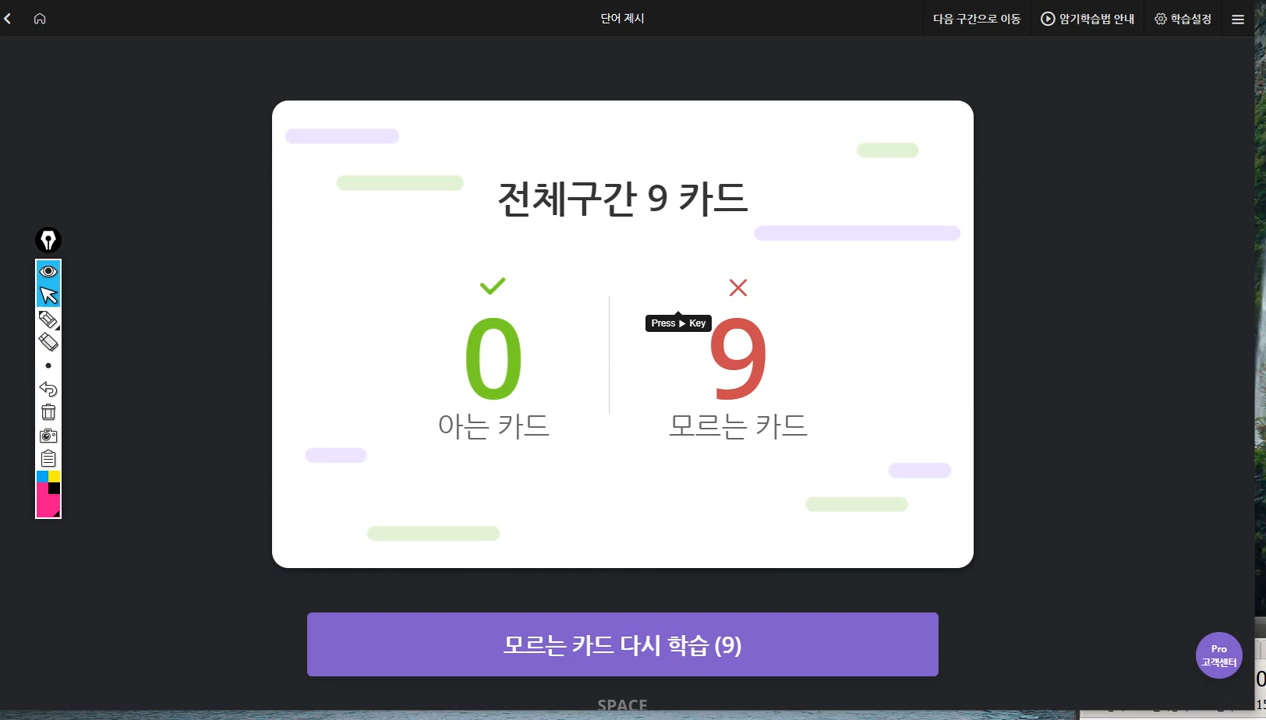 단어 제시
다음 구간으로 이동
암기학습법 안내
학습설정
전체구간 9 카드
Press ▶ Key
0
9
아는 카드
모르는 카드
모르는 카드 다시 학습 (9)
Pro
고객센터
SPACE